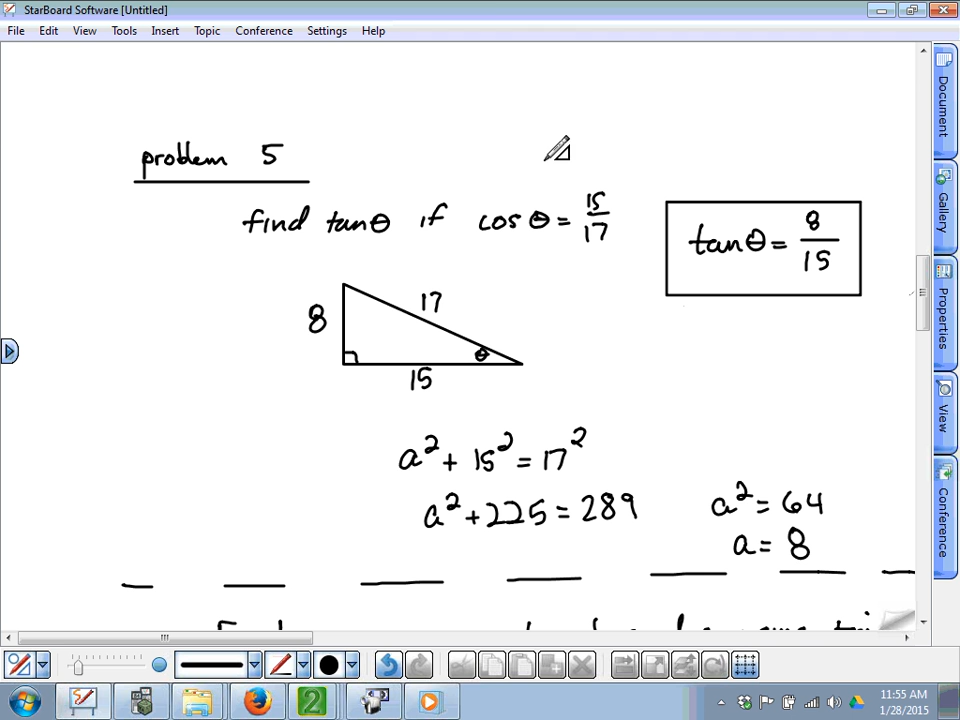 StarBoard Software [Untitled]
File Edit View Tools Insert Topic Conference Settings Help
problem 5
find tanθ if cosθ = 15/17
tanθ = 8/15
8
17
θ
15
a² + 15² = 17²
a² + 225 = 289
a² = 64
a = 8
Document
Gallery
Properties
View
Conference
11:55 AM
1/28/2015